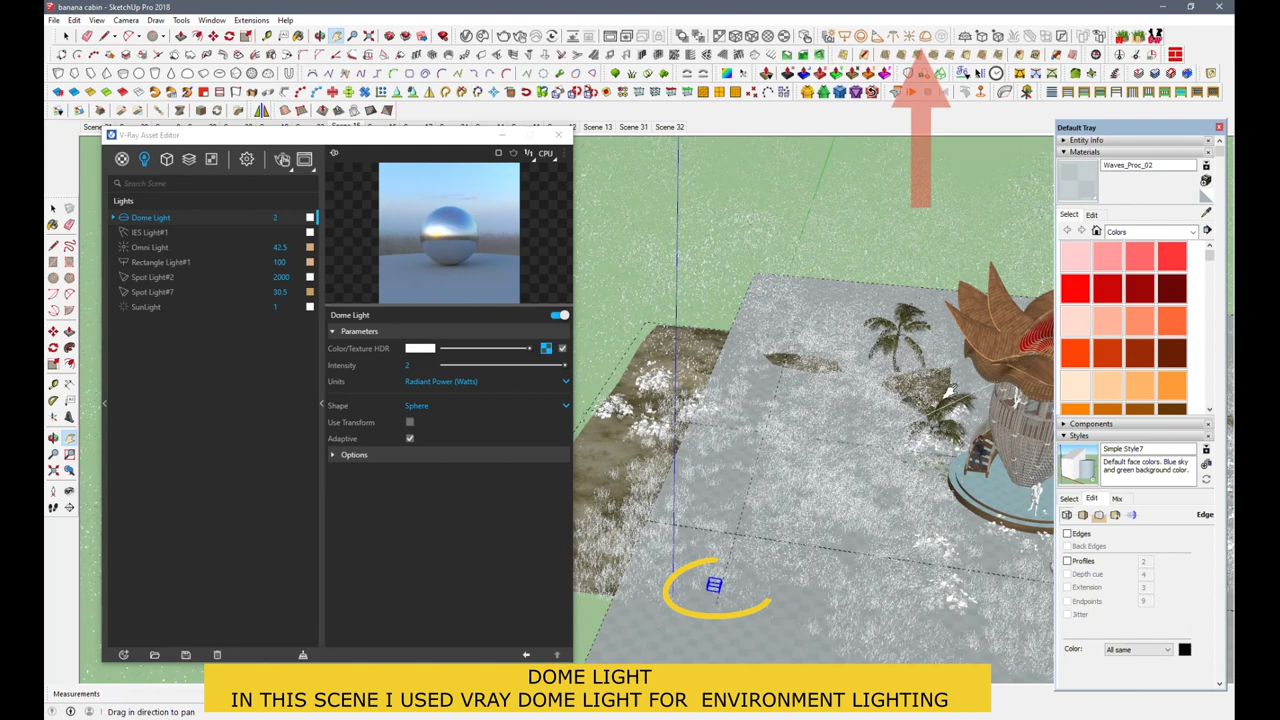 banana cabin - SketchUp Pro 2018
File Edit View Camera Draw Tools Window Extensions Help
Scene 13 Scene 31 Scene 32
V-Ray Asset Editor
1/1 CPU
Search Scene
Lights
Dome Light 2
IES Light#1
Omni Light 42.5
Rectangle Light#1 100
Spot Light#2 2000
Spot Light#7 30.5
SunLight 1
Dome Light
Parameters
Color/Texture HDR
Intensity 2
Units Radiant Power (Watts)
Shape Sphere
Use Transform
Adaptive
Options
Default Tray
Entity Info
Materials
Waves_Proc_02
Select Edit
Colors
Components
Styles
Simple Style7
Default face colors. Blue sky
and green background color.
Select Edit Mix
Edge
Edges
Back Edges
Profiles 2
Depth cue 4
Extension 3
Endpoints 9
Jitter
Color: All same
DOME LIGHT
IN THIS SCENE I USED VRAY DOME LIGHT FOR ENVIRONMENT LIGHTING
Measurements
Drag in direction to pan